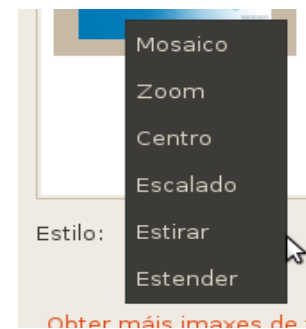 Mosaico
Zoom
Centro
Escalado
Estilo: Estirar
Estender
Obter máis imaxes de